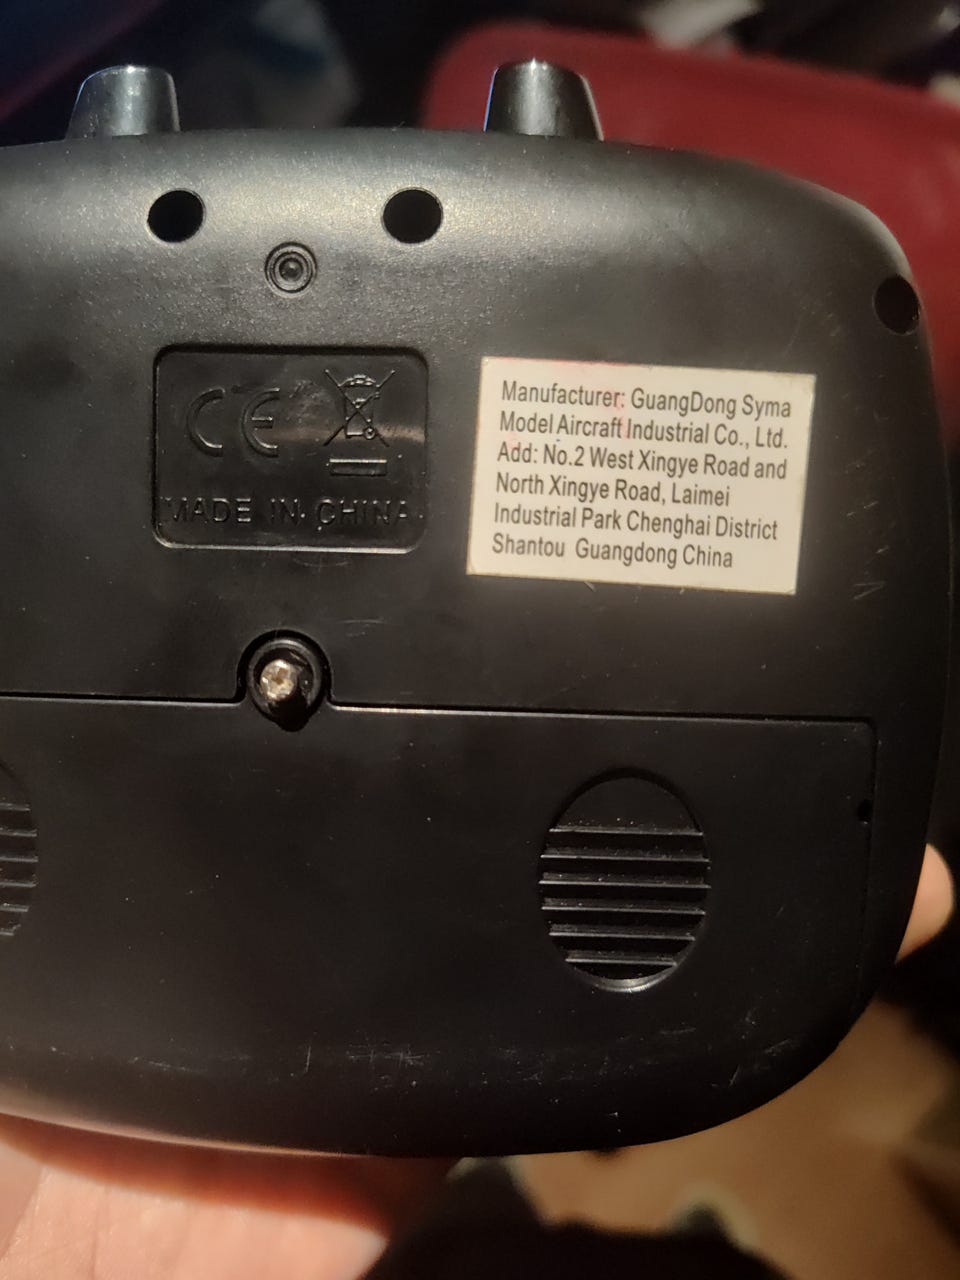 CE
MADE IN CHINA
Manufacturer: GuangDong Syma
Model Aircraft Industrial Co., Ltd.
Add: No.2 West Xingye Road and
North Xingye Road, Laimei
Industrial Park Chenghai District
Shantou Guangdong China